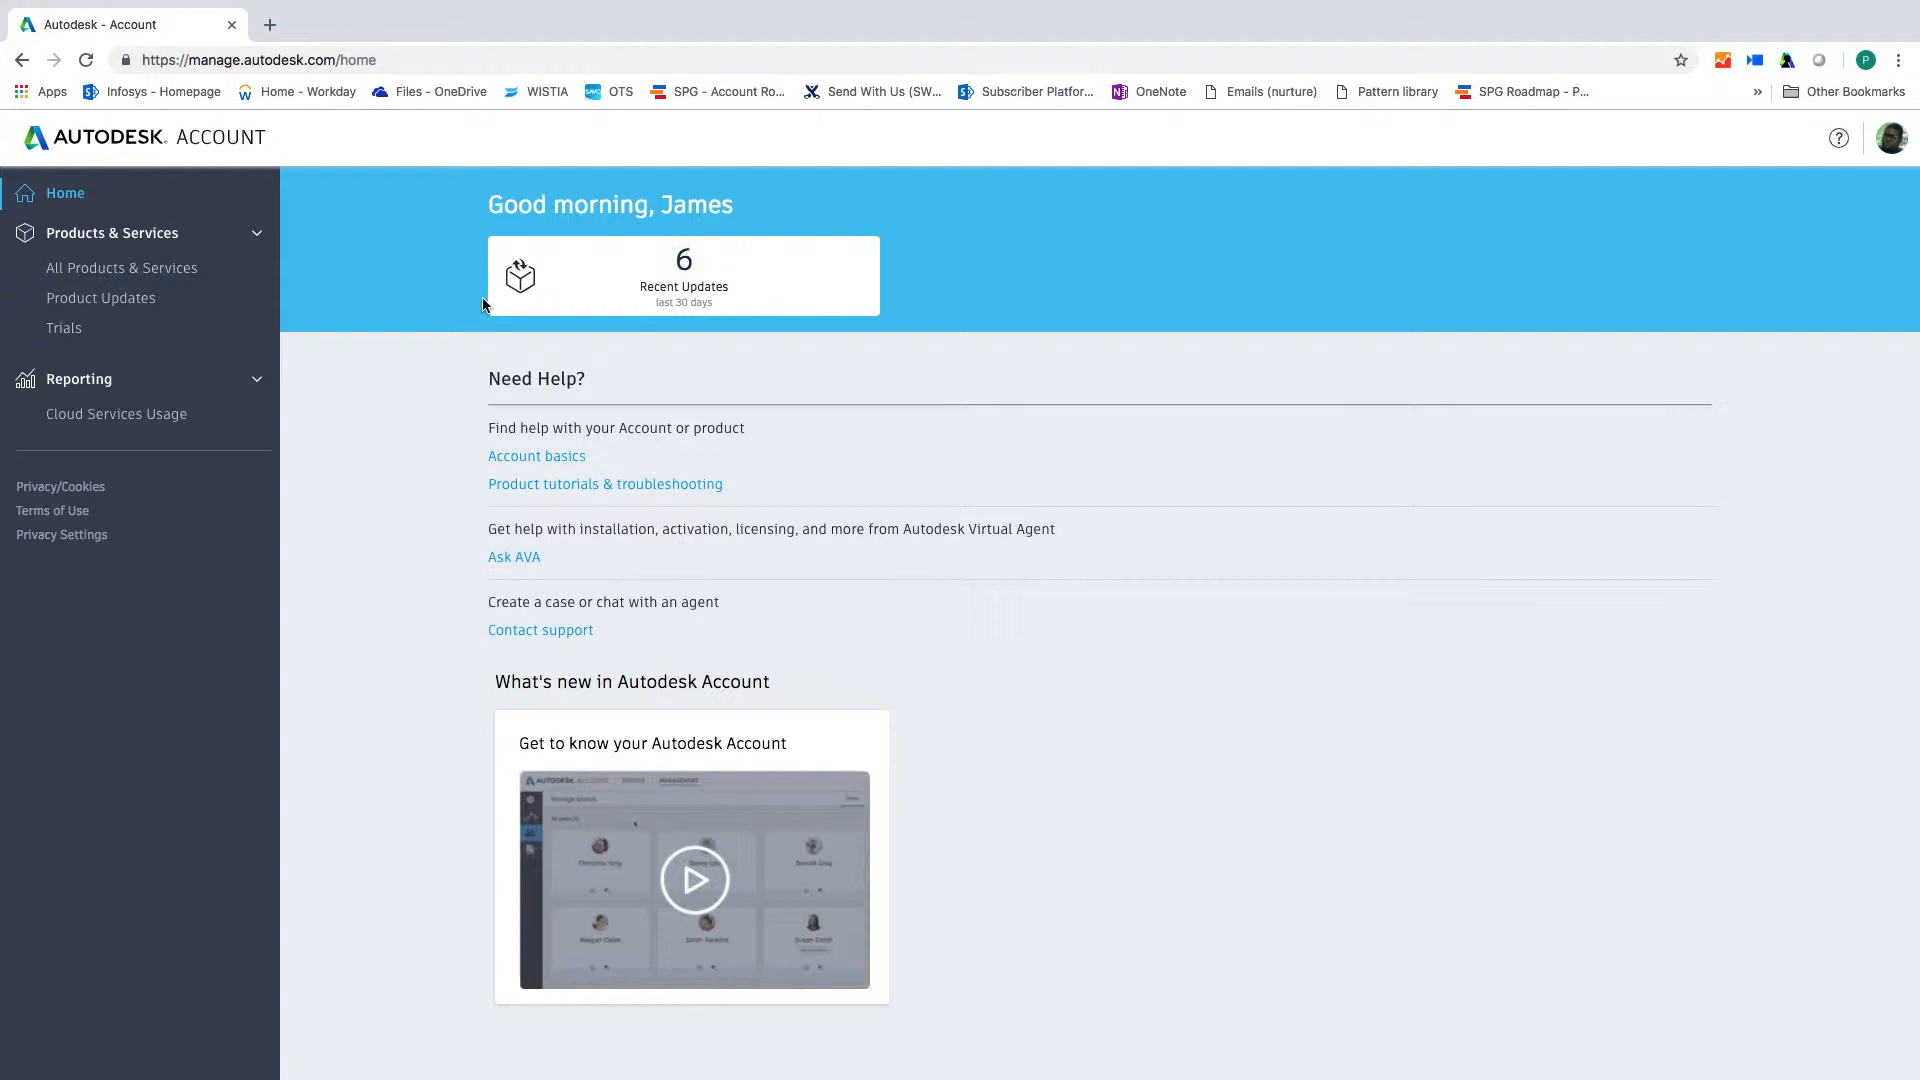 Autodesk - Account
https://manage.autodesk.com/home
P
Apps
Infosys - Homepage
Home - Workday
Files - OneDrive
WISTIA
OTS
SPG - Account Ro...
Send With Us (SW...
Subscriber Platfor...
OneNote
Emails (nurture)
Pattern library
SPG Roadmap - P...
»
Other Bookmarks
AUTODESK. ACCOUNT
Home
Products & Services
All Products & Services
Product Updates
Trials
Reporting
Cloud Services Usage
Privacy/Cookies
Terms of Use
Privacy Settings
Good morning, James
6
Recent Updates
last 30 days
Need Help?
Find help with your Account or product
Account basics
Product tutorials & troubleshooting
Get help with installation, activation, licensing, and more from Autodesk Virtual Agent
Ask AVA
Create a case or chat with an agent
Contact support
What's new in Autodesk Account
Get to know your Autodesk Account
AUTODESK ACCOUNT
MANAGEMENT